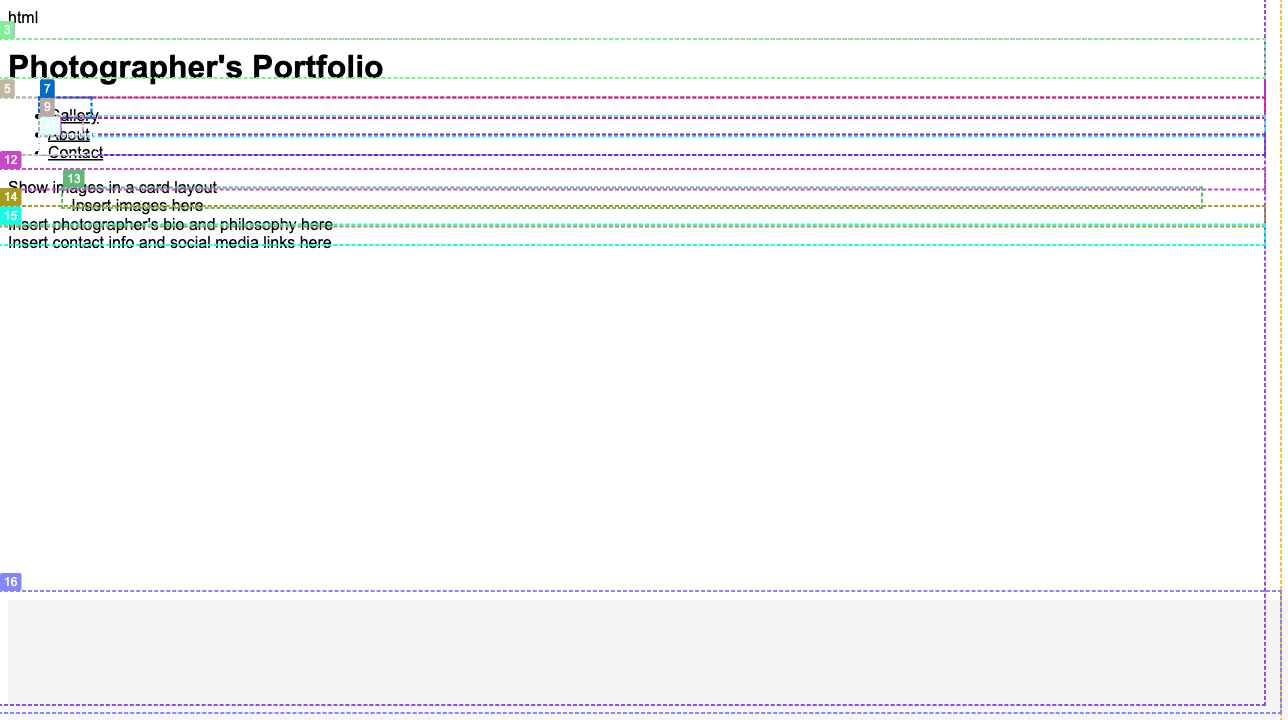 html
3
Photographer's Portfolio
5
7
9
Gallery
About
Contact
12
13
Show images in a card layout
14
Insert images here
15
Insert photographer's bio and philosophy here
Insert contact info and social media links here
16